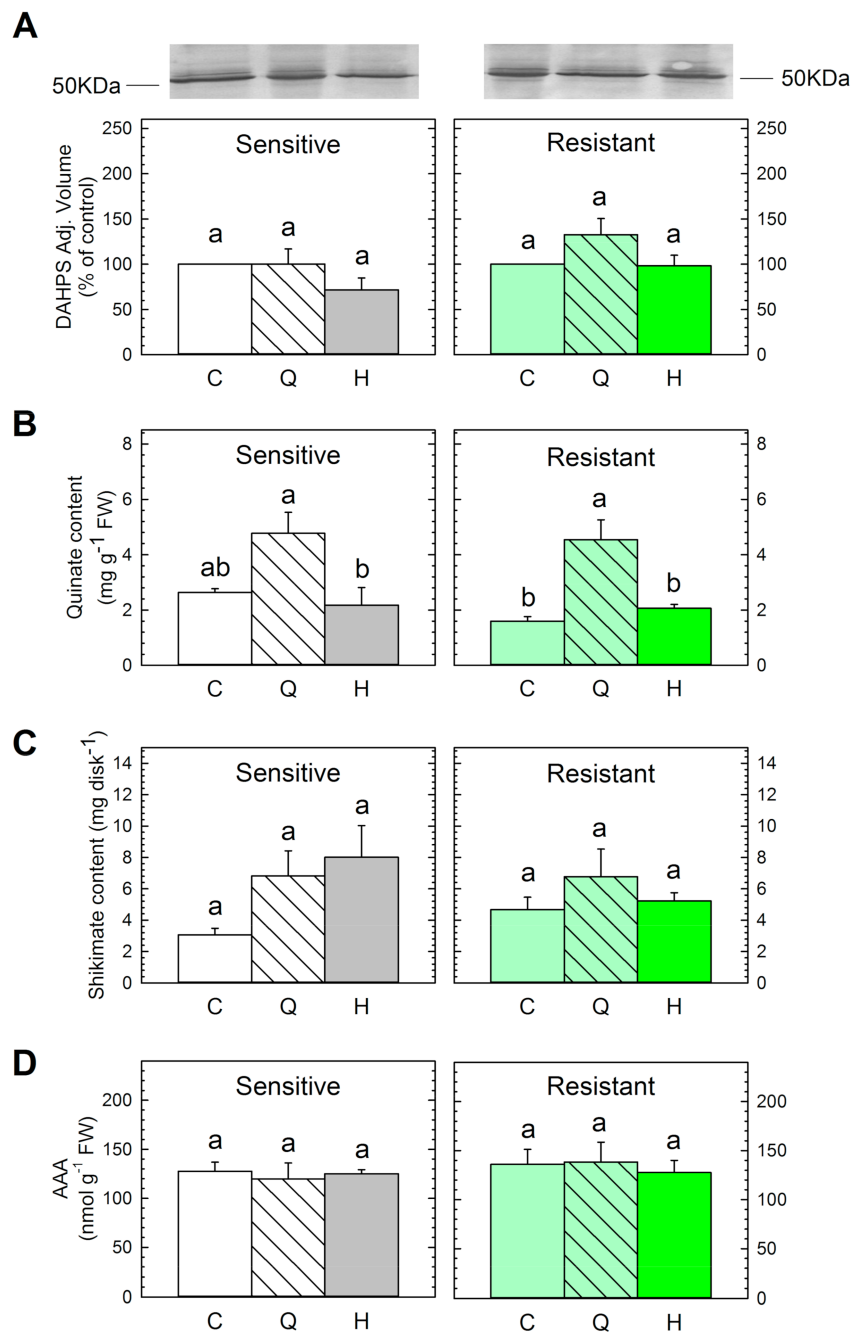 A
50KDa
50KDa
DAHPS Adj. Volume
(% of control)
250
200
150
100
50
0
Sensitive
a
a
a
C
Q
H
Resistant
a
a
a
C
Q
H
250
200
150
100
50
0
B
Quinate content
(mg g⁻¹ FW)
8
6
4
2
0
Sensitive
ab
a
b
C
Q
H
Resistant
b
a
b
C
Q
H
8
6
4
2
0
C
Shikimate content (mg disk⁻¹)
14
12
10
8
6
4
2
0
Sensitive
a
a
a
C
Q
H
Resistant
a
a
a
C
Q
H
14
12
10
8
6
4
2
0
D
AAA
(nmol g⁻¹ FW)
200
150
100
50
0
Sensitive
a
a
a
C
Q
H
Resistant
a
a
a
C
Q
H
200
150
100
50
0